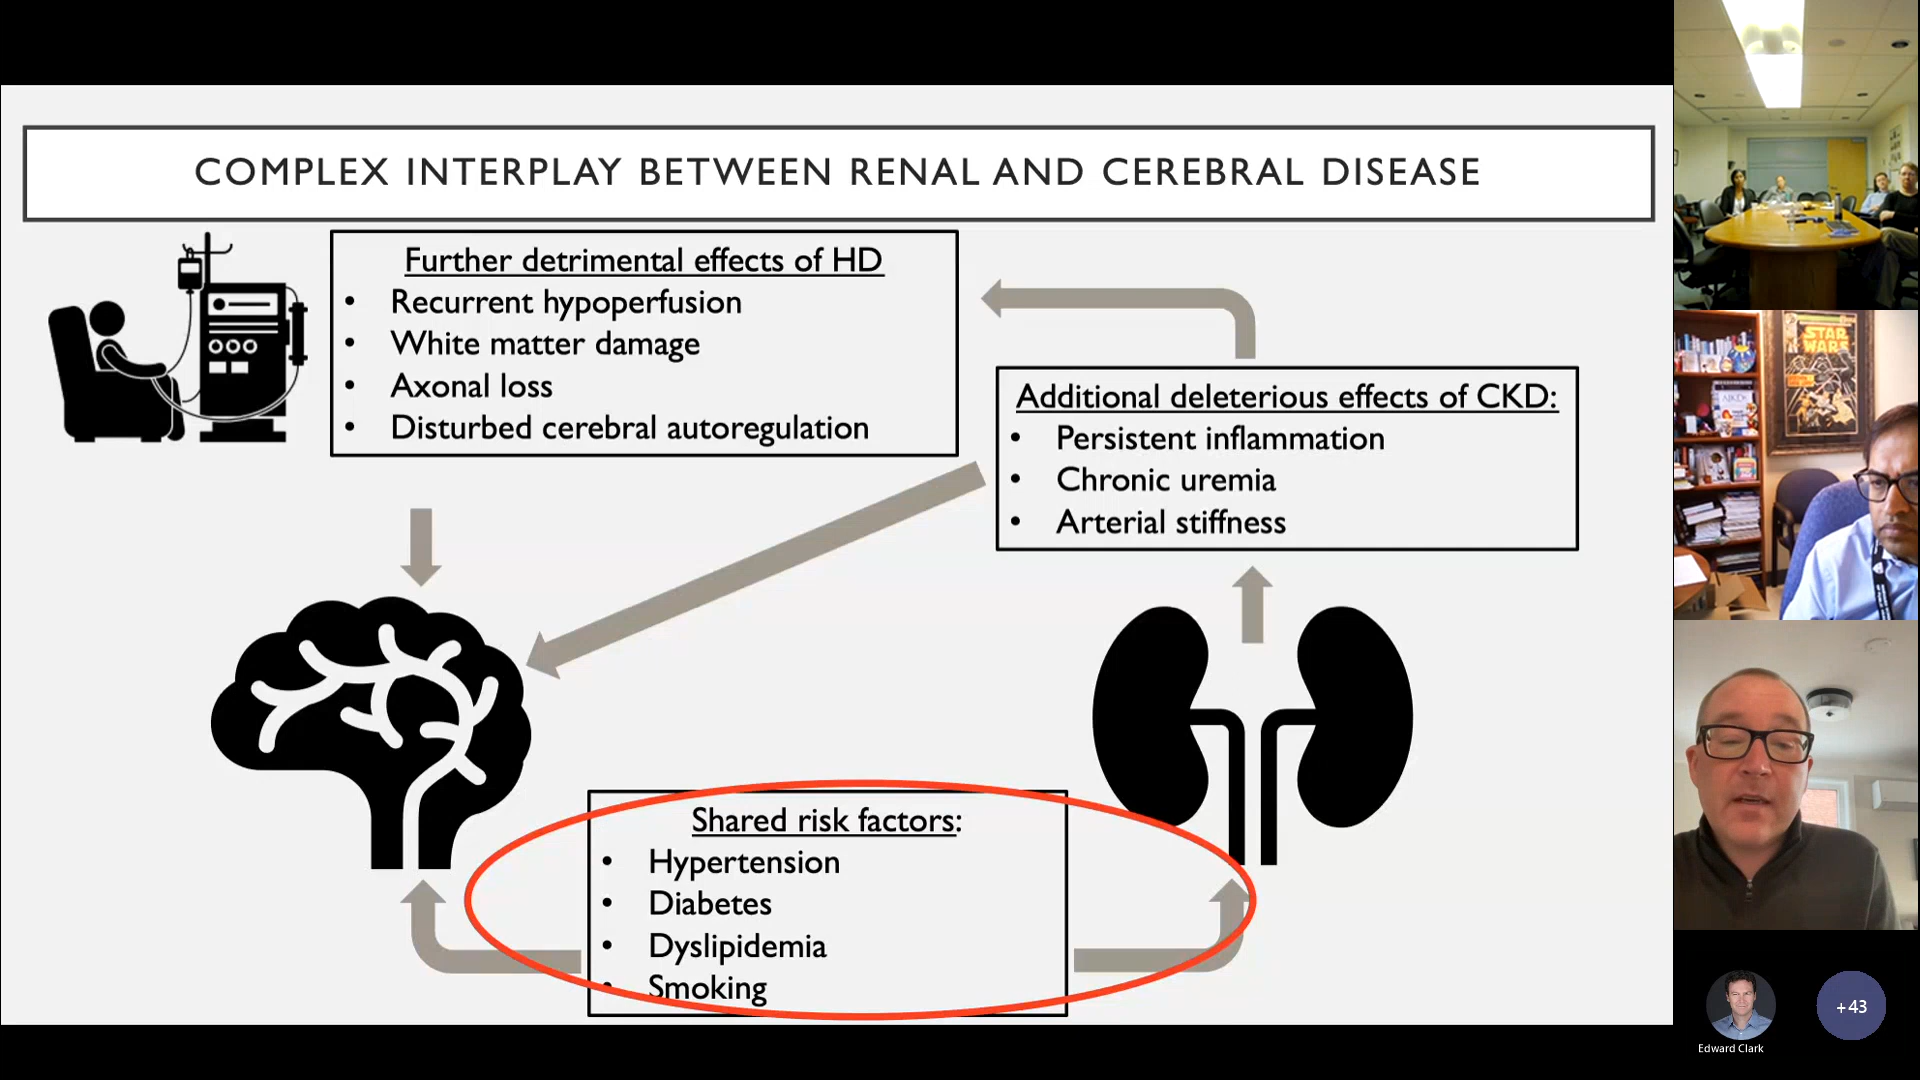 COMPLEX INTERPLAY BETWEEN RENAL AND CEREBRAL DISEASE
Further detrimental effects of HD
• Recurrent hypoperfusion
• White matter damage
• Axonal loss
• Disturbed cerebral autoregulation
Additional deleterious effects of CKD:
• Persistent inflammation
• Chronic uremia
• Arterial stiffness
Shared risk factors:
• Hypertension
• Diabetes
• Dyslipidemia
• Smoking
STAR
WARS
AJKD
+43
Edward Clark